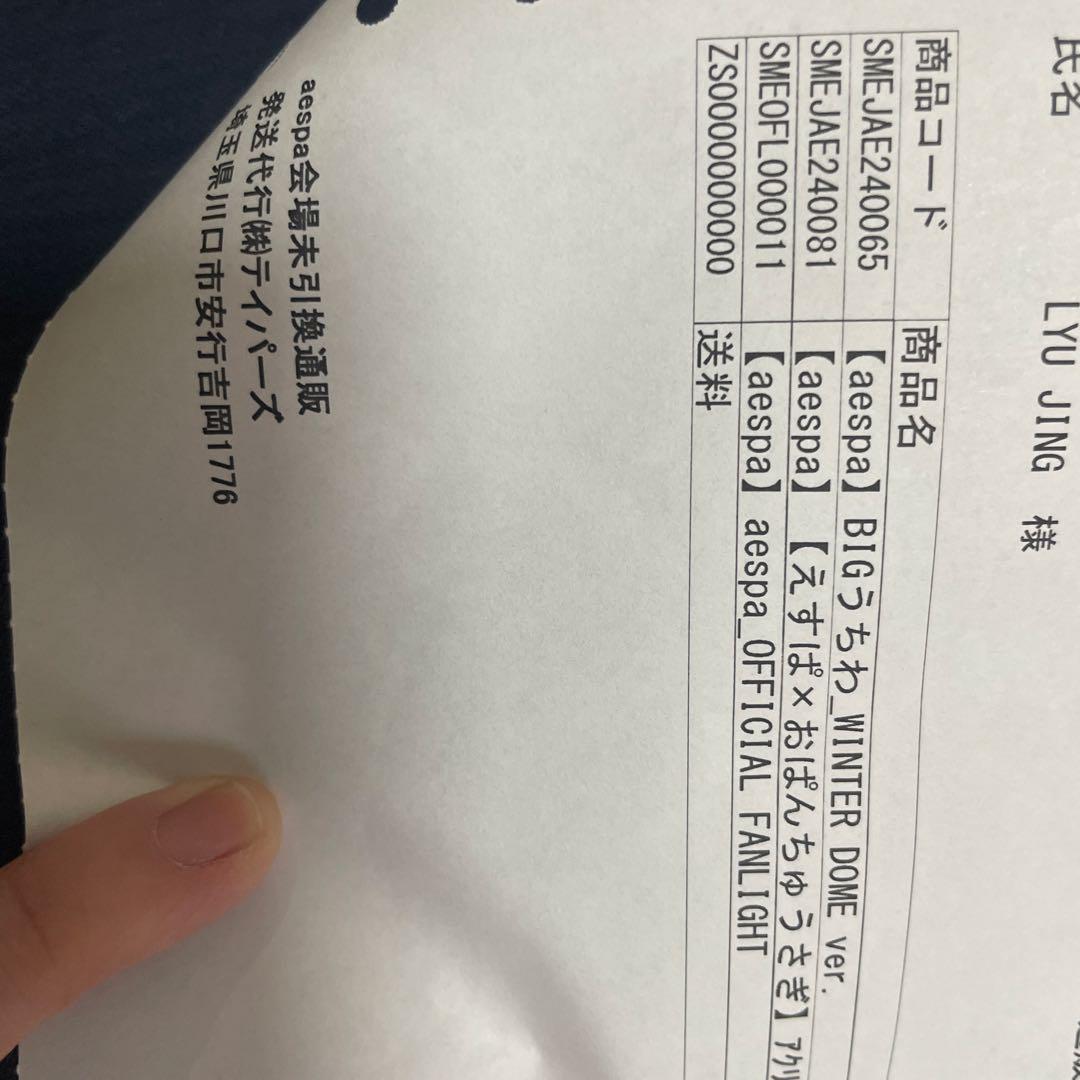 氏名 LYU JING 様
商品コード 商品名
SMEJAE240065 【aespa】BIGうちわ_WINTER DOME ver.
SMEJAE240081 【aespa】【えすぱ×おぱんちゅうさぎ】ｱｸﾘ
SMEOFL000011 【aespa】aespa_OFFICIAL FANLIGHT
ZS0000000000 送料
aespa会場未引換通販
発送代行㈱テイパーズ
埼玉県川口市安行吉岡1776